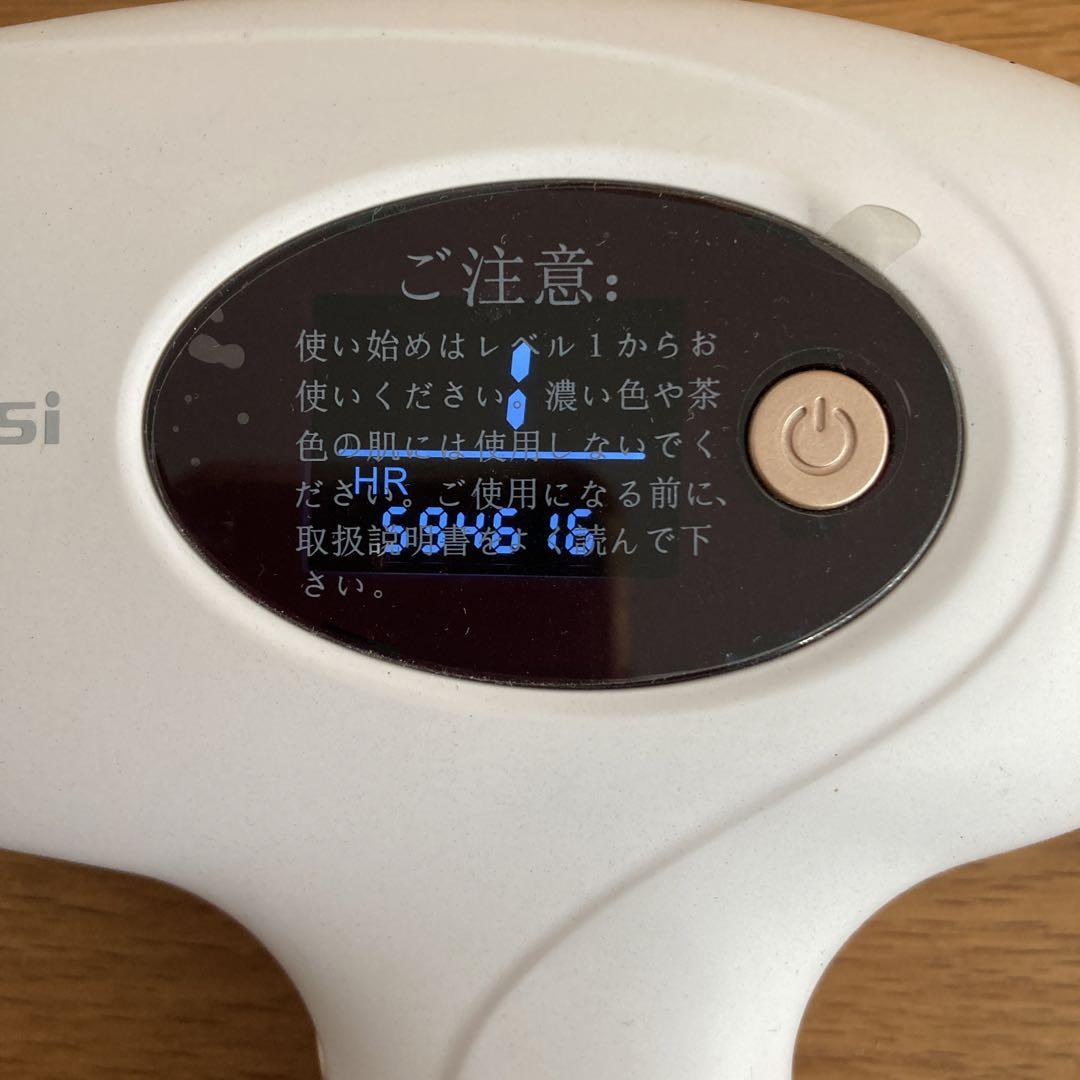 ご注意:
使い始めはレベル1からお
使いください。濃い色や茶
色の肌には使用しないでく
ださい。ご使用になる前に、
取扱説明書をよく読んで下
さい。
1
HR
594616
si